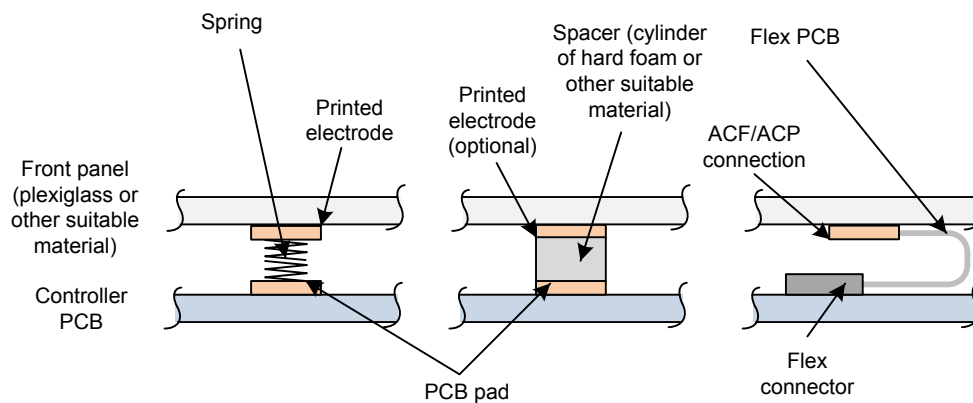 Spring
Spacer (cylinder
of hard foam or
other suitable
material)
Flex PCB
Printed
electrode
Printed
electrode
(optional)
ACF/ACP
connection
Front panel
(plexiglass or
other suitable
material)
Controller
PCB
PCB pad
Flex
connector